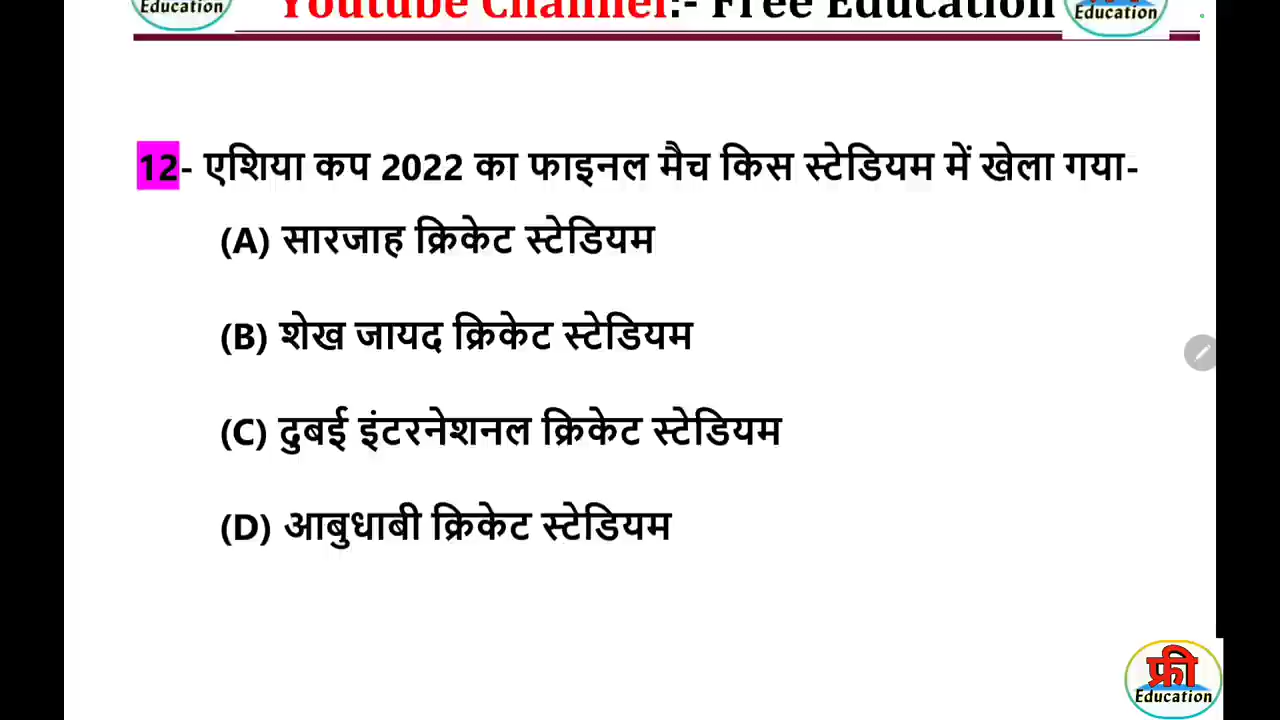 Education
Youtube Channel:- Free Education
Education
12- एशिया कप 2022 का फाइनल मैच किस स्टेडियम में खेला गया-
(A) सारजाह क्रिकेट स्टेडियम
(B) शेख जायद क्रिकेट स्टेडियम
(C) दुबई इंटरनेशनल क्रिकेट स्टेडियम
(D) आबुधाबी क्रिकेट स्टेडियम
फ्री
Education